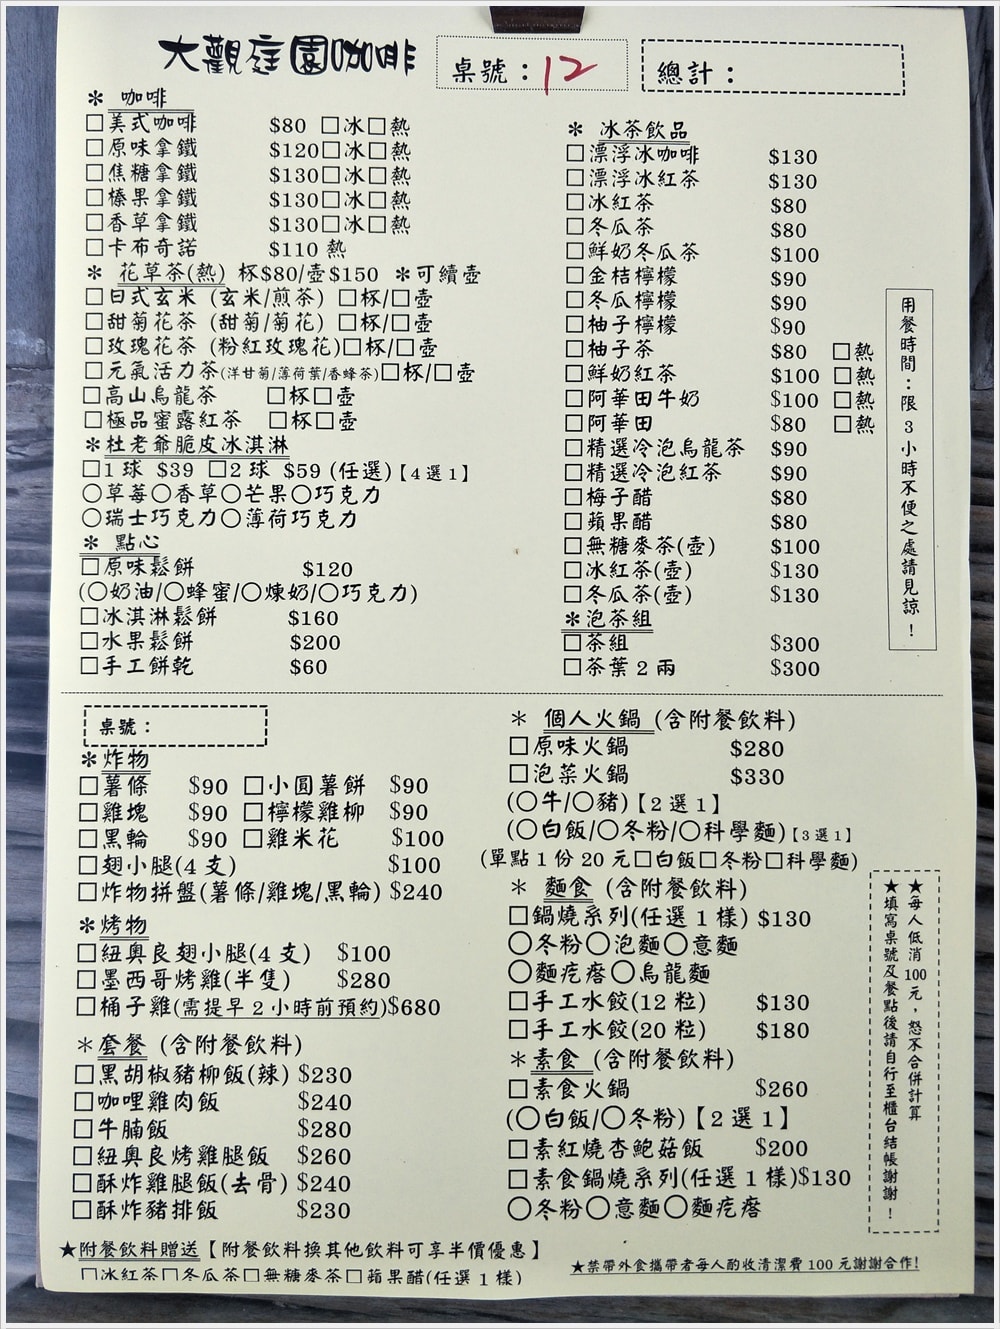 大觀庭園咖啡
桌號：12
總計：
＊ 咖啡
□美式咖啡 $80 □冰□熱
□原味拿鐵 $120□冰□熱
□焦糖拿鐵 $130□冰□熱
□榛果拿鐵 $130□冰□熱
□香草拿鐵 $130□冰□熱
□卡布奇諾 $110 熱
＊ 花草茶(熱) 杯$80/壺$150 ＊可續壺
□日式玄米 (玄米/煎茶) □杯/□壺
□甜菊花茶 (甜菊/菊花) □杯/□壺
□玫瑰花茶 (粉紅玫瑰花)□杯/□壺
□元氣活力茶(洋甘菊/薄荷葉/香蜂茶)□杯/□壺
□高山烏龍茶 □杯□壺
□極品蜜露紅茶 □杯□壺
＊杜老爺脆皮冰淇淋
□1 球 $39 □2 球 $59 (任選)【4 選 1】
○草莓○香草○芒果○巧克力
○瑞士巧克力○薄荷巧克力
＊ 點心
□原味鬆餅 $120
(○奶油/○蜂蜜/○煉奶/○巧克力)
□冰淇淋鬆餅 $160
□水果鬆餅 $200
□手工餅乾 $60
＊ 冰茶飲品
□漂浮冰咖啡 $130
□漂浮冰紅茶 $130
□冰紅茶 $80
□冬瓜茶 $80
□鮮奶冬瓜茶 $100
□金桔檸檬 $90
□冬瓜檸檬 $90
□柚子檸檬 $90
□柚子茶 $80 □熱
□鮮奶紅茶 $100 □熱
□阿華田牛奶 $100 □熱
□阿華田 $80 □熱
□精選冷泡烏龍茶 $90
□精選冷泡紅茶 $90
□梅子醋 $80
□蘋果醋 $80
□無糖麥茶(壺) $100
□冰紅茶(壺) $130
□冬瓜茶(壺) $130
＊泡茶組
□茶組 $300
□茶葉 2 兩 $300
用餐時間：限 3 小時不便之處請見諒！
桌號：
＊炸物
□薯條 $90 □小圓薯餅 $90
□雞塊 $90 □檸檬雞柳 $90
□黑輪 $90 □雞米花 $100
□翅小腿(4 支) $100
□炸物拼盤(薯條/雞塊/黑輪) $240
＊烤物
□紐奧良翅小腿(4 支) $100
□墨西哥烤雞(半隻) $280
□桶子雞(需提早 2 小時前預約)$680
＊套餐 (含附餐飲料)
□黑胡椒豬柳飯(辣) $230
□咖哩雞肉飯 $240
□牛腩飯 $280
□紐奧良烤雞腿飯 $260
□酥炸雞腿飯(去骨) $240
□酥炸豬排飯 $230
＊ 個人火鍋 (含附餐飲料)
□原味火鍋 $280
□泡菜火鍋 $330
(○牛/○豬)【2 選 1】
(○白飯/○冬粉/○科學麵)【3 選 1】
(單點 1 份 20 元□白飯□冬粉□科學麵)
＊ 麵食 (含附餐飲料)
□鍋燒系列(任選 1 樣) $130
○冬粉○泡麵○意麵
○麵疙瘩○烏龍麵
□手工水餃(12 粒) $130
□手工水餃(20 粒) $180
＊素食 (含附餐飲料)
□素食火鍋 $260
(○白飯/○冬粉)【2 選 1】
□素紅燒杏鮑菇飯 $200
□素食鍋燒系列(任選 1 樣)$130
○冬粉○意麵○麵疙瘩
★每人低消 100 元，恕不合併計算
★填寫桌號及餐點後請自行至櫃台結帳謝謝！
★附餐飲料贈送【附餐飲料換其他飲料可享半價優惠】
□冰紅茶□冬瓜茶□無糖麥茶□蘋果醋(任選 1 樣)
★禁帶外食攜帶者每人酌收清潔費 100 元謝謝合作!